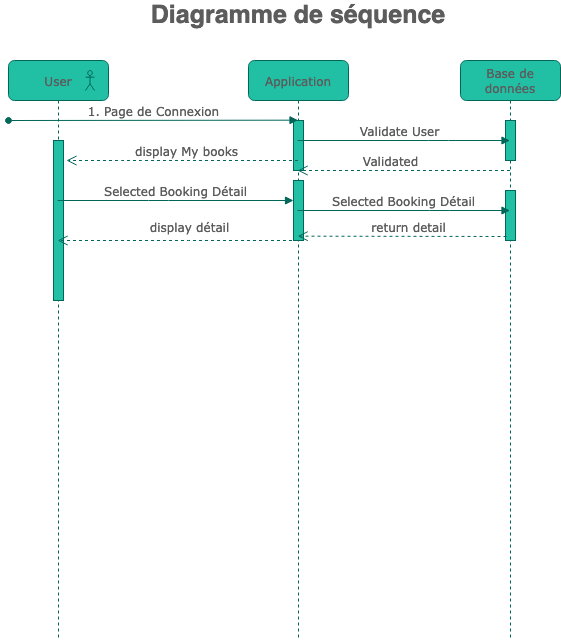 Diagramme de séquence
User
Application
Base de
données
1. Page de Connexion
Validate User
display My books
Validated
Selected Booking Détail
Selected Booking Détail
display détail
return detail